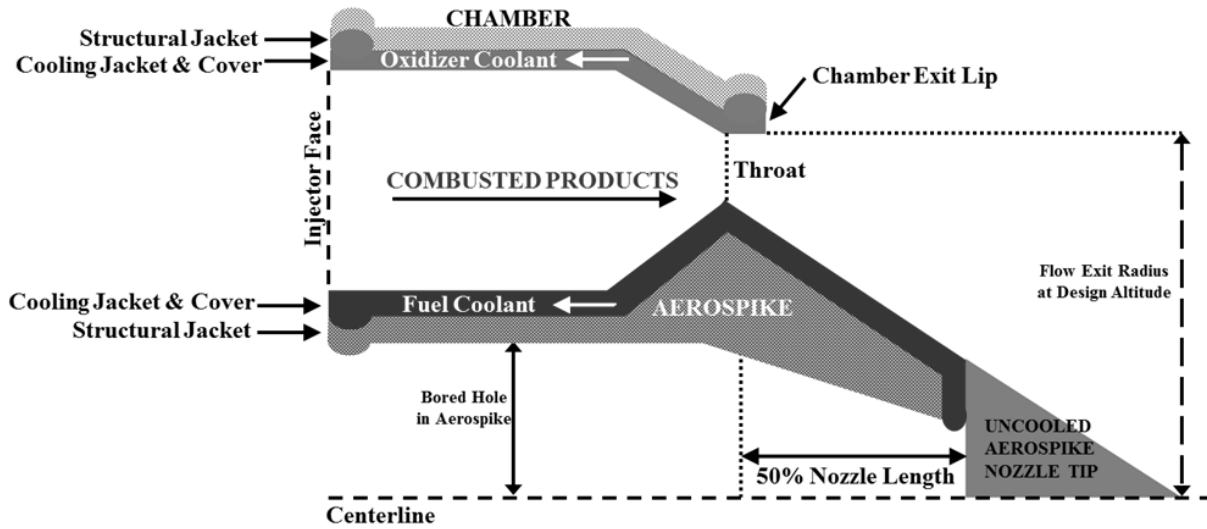 CHAMBER
Structural Jacket
Cooling Jacket & Cover
Oxidizer Coolant
Chamber Exit Lip
Injector Face
Throat
COMBUSTED PRODUCTS
Flow Exit Radius
at Design Altitude
Cooling Jacket & Cover
Fuel Coolant
AEROSPIKE
Structural Jacket
Bored Hole
in Aerospike
UNCOOLED
AEROSPIKE
NOZZLE TIP
50% Nozzle Length
Centerline